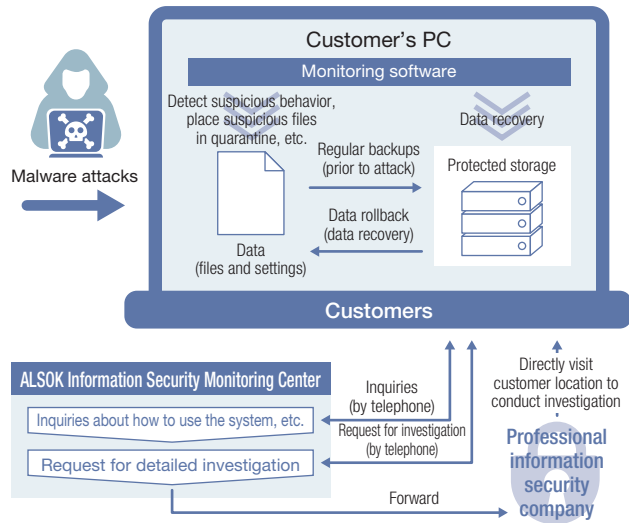 Customer's PC
Monitoring software
Malware attacks
Detect suspicious behavior,
place suspicious files
in quarantine, etc.
Data recovery
Regular backups
(prior to attack)
Protected storage
Data rollback
(data recovery)
Data
(files and settings)
Customers
ALSOK Information Security Monitoring Center
Inquiries about how to use the system, etc.
Request for detailed investigation
Inquiries
(by telephone)
Request for investigation
(by telephone)
Forward
Directly visit
customer location to
conduct investigation
Professional
information
security
company